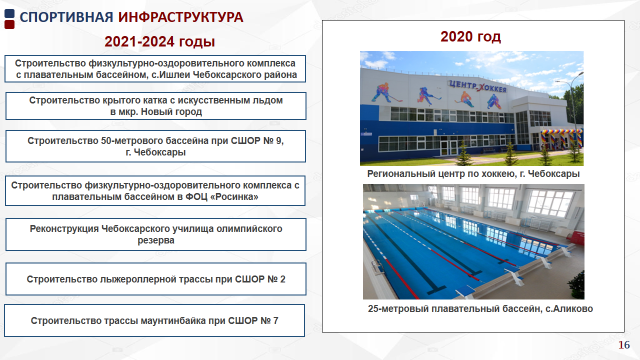 СПОРТИВНАЯ ИНФРАСТРУКТУРА
2021-2024 годы
Строительство физкультурно-оздоровительного комплекса
с плавательным бассейном, с.Ишлеи Чебоксарского района
Строительство крытого катка с искусственным льдом
в мкр. Новый город
Строительство 50-метрового бассейна при СШОР № 9,
г. Чебоксары
Строительство физкультурно-оздоровительного комплекса с
плавательным бассейном в ФОЦ «Росинка»
Реконструкция Чебоксарского училища олимпийского
резерва
Строительство лыжероллерной трассы при СШОР № 2
Строительство трассы маунтинбайка при СШОР № 7
2020 год
ЦЕНТР ХОККЕЯ
Региональный центр по хоккею, г. Чебоксары
25-метровый плавательный бассейн, с.Аликово
16